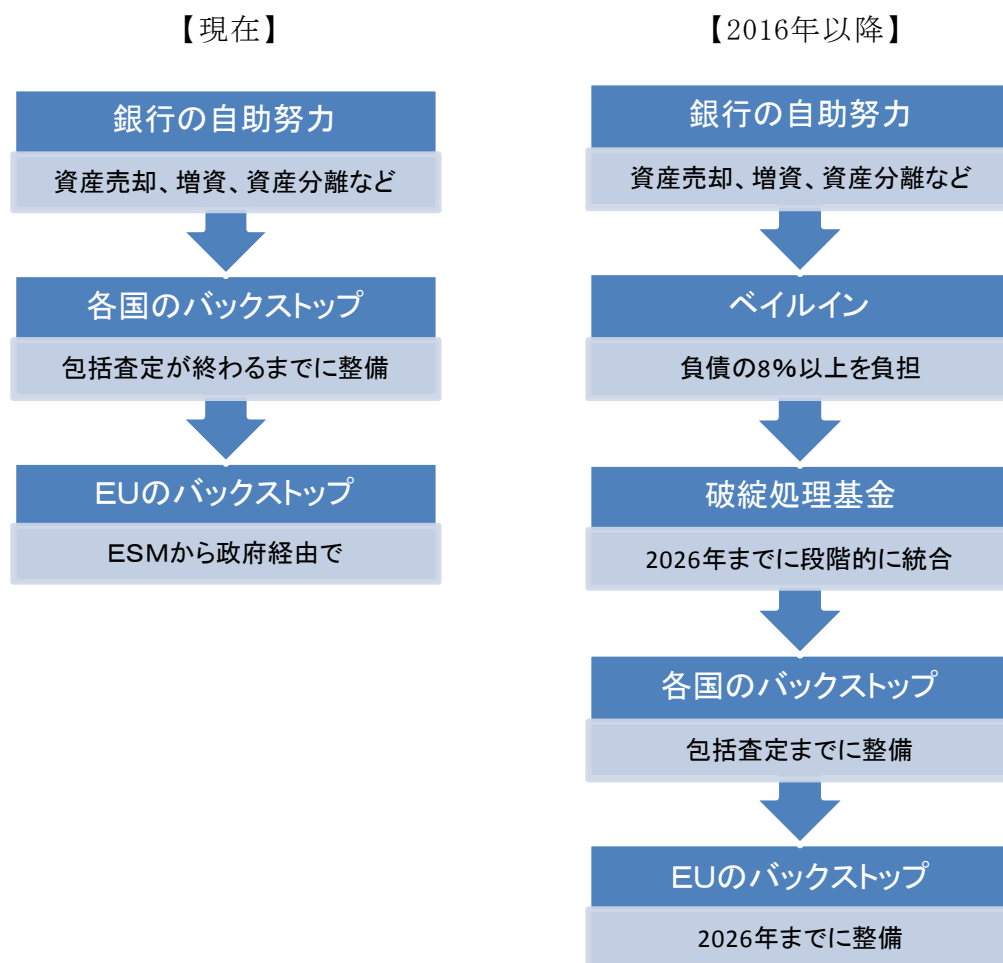 【現在】
銀行の自助努力
資産売却、増資、資産分離など
各国のバックストップ
包括査定が終わるまでに整備
EUのバックストップ
ESMから政府経由で
【2016年以降】
銀行の自助努力
資産売却、増資、資産分離など
ベイルイン
負債の8%以上を負担
破綻処理基金
2026年までに段階的に統合
各国のバックストップ
包括査定までに整備
EUのバックストップ
2026年までに整備